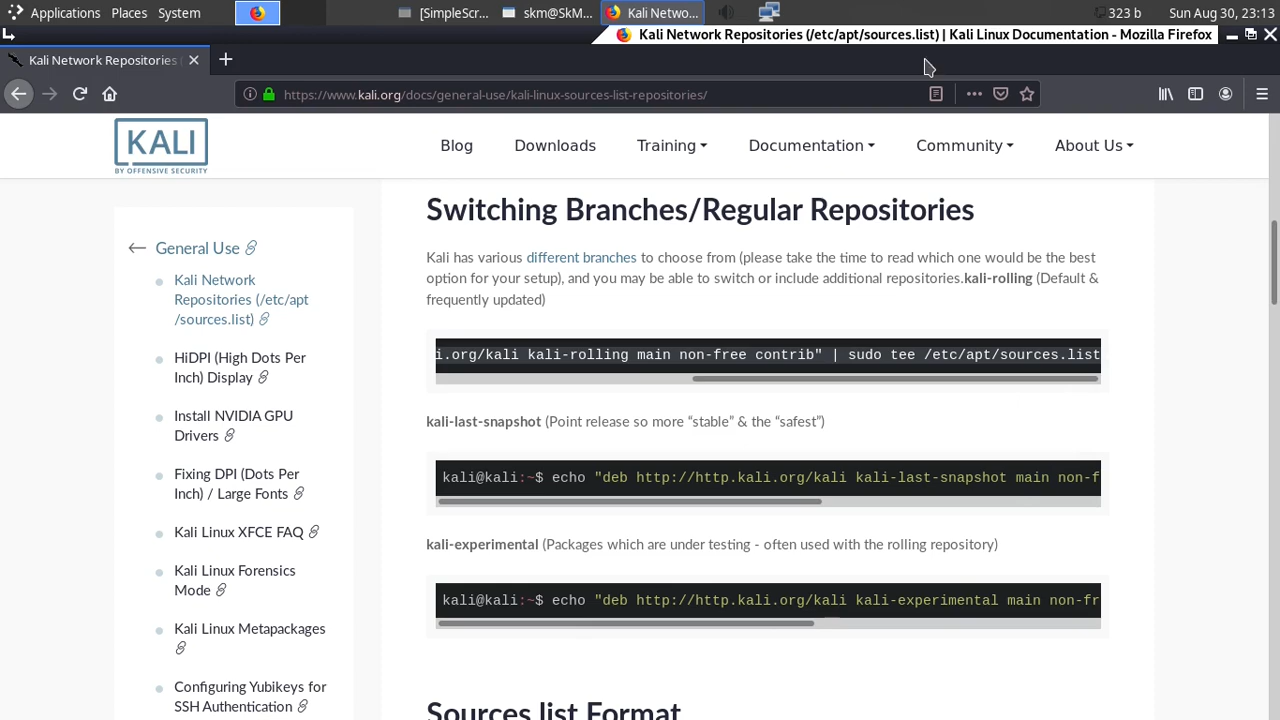 Applications Places System [SimpleScr... skm@SkM... Kali Netwo... 323 b Sun Aug 30, 23:13
Kali Network Repositories (/etc/apt/sources.list) | Kali Linux Documentation - Mozilla Firefox
Kali Network Repositories
https://www.kali.org/docs/general-use/kali-linux-sources-list-repositories/
KALI
BY OFFENSIVE SECURITY
Blog Downloads Training Documentation Community About Us
General Use
Kali Network
Repositories (/etc/apt
/sources.list)
HiDPI (High Dots Per
Inch) Display
Install NVIDIA GPU
Drivers
Fixing DPI (Dots Per
Inch) / Large Fonts
Kali Linux XFCE FAQ
Kali Linux Forensics
Mode
Kali Linux Metapackages
Configuring Yubikeys for
SSH Authentication
Switching Branches/Regular Repositories
Kali has various different branches to choose from (please take the time to read which one would be the best
option for your setup), and you may be able to switch or include additional repositories.kali-rolling (Default &
frequently updated)
i.org/kali kali-rolling main non-free contrib" | sudo tee /etc/apt/sources.list
kali-last-snapshot (Point release so more “stable” & the “safest”)
kali@kali:~$ echo "deb http://http.kali.org/kali kali-last-snapshot main non-f
kali-experimental (Packages which are under testing - often used with the rolling repository)
kali@kali:~$ echo "deb http://http.kali.org/kali kali-experimental main non-fr
Sources list Format